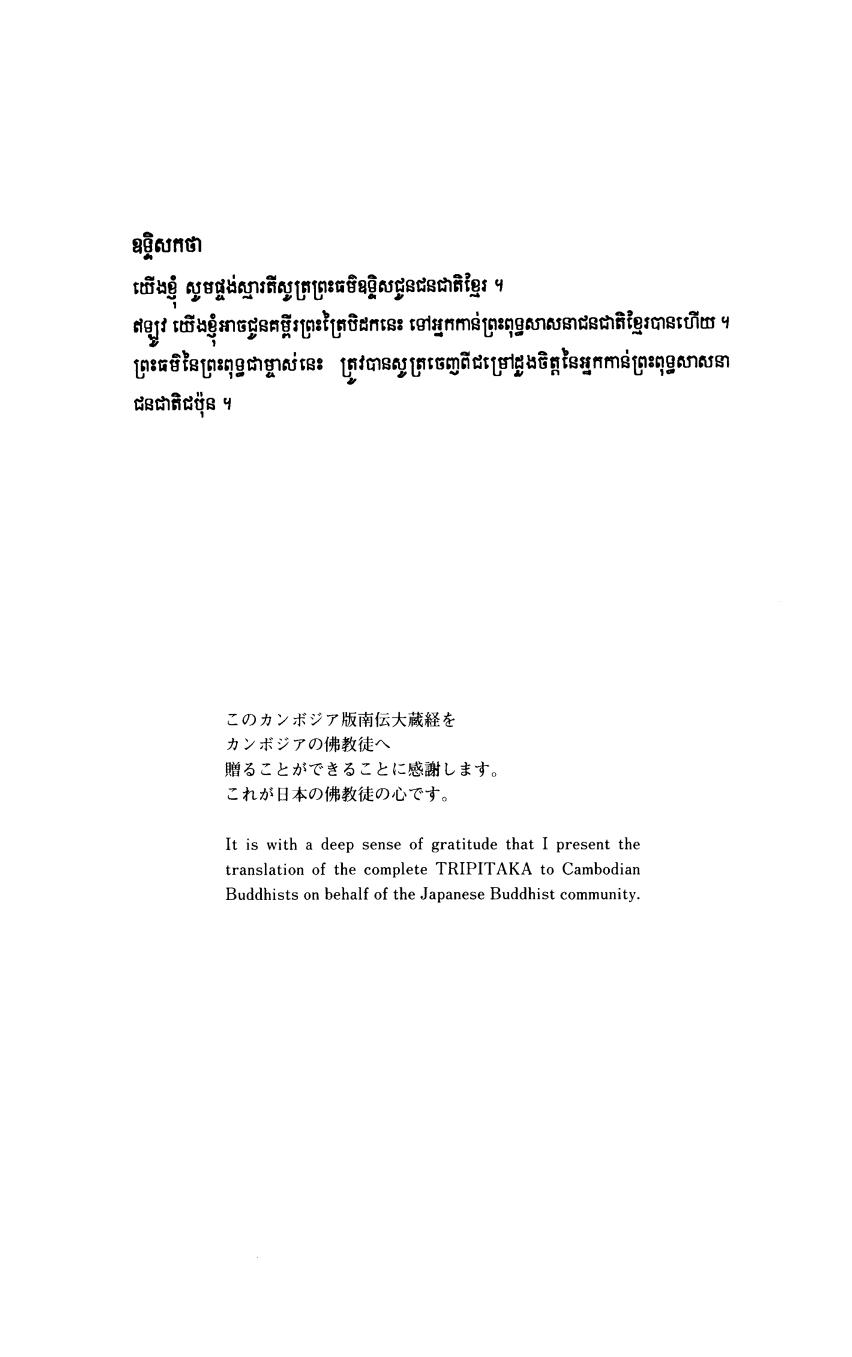 ឧទ្ទិសកថា
យើងខ្ញុំ សូមផ្ចង់ស្មារតីសូត្រព្រះធម៌ឧទ្ទិសជូនជនជាតិខ្មែរ ។
ឥឡូវ យើងខ្ញុំអាចជូនគម្ពីរព្រះត្រៃបិដកនេះ ទៅអ្នកកាន់ព្រះពុទ្ធសាសនាជនជាតិខ្មែរបានហើយ ។
ព្រះធម៌នៃព្រះពុទ្ធជាម្ចាស់នេះ ត្រូវបានសូត្រចេញពីជម្រៅដួងចិត្តនៃអ្នកកាន់ព្រះពុទ្ធសាសនា
ជនជាតិជប៉ុន ។
このカンボジア版南伝大蔵経を
カンボジアの佛教徒へ
贈ることができることに感謝します。
これが日本の佛教徒の心です。
It is with a deep sense of gratitude that I present the
translation of the complete TRIPITAKA to Cambodian
Buddhists on behalf of the Japanese Buddhist community.